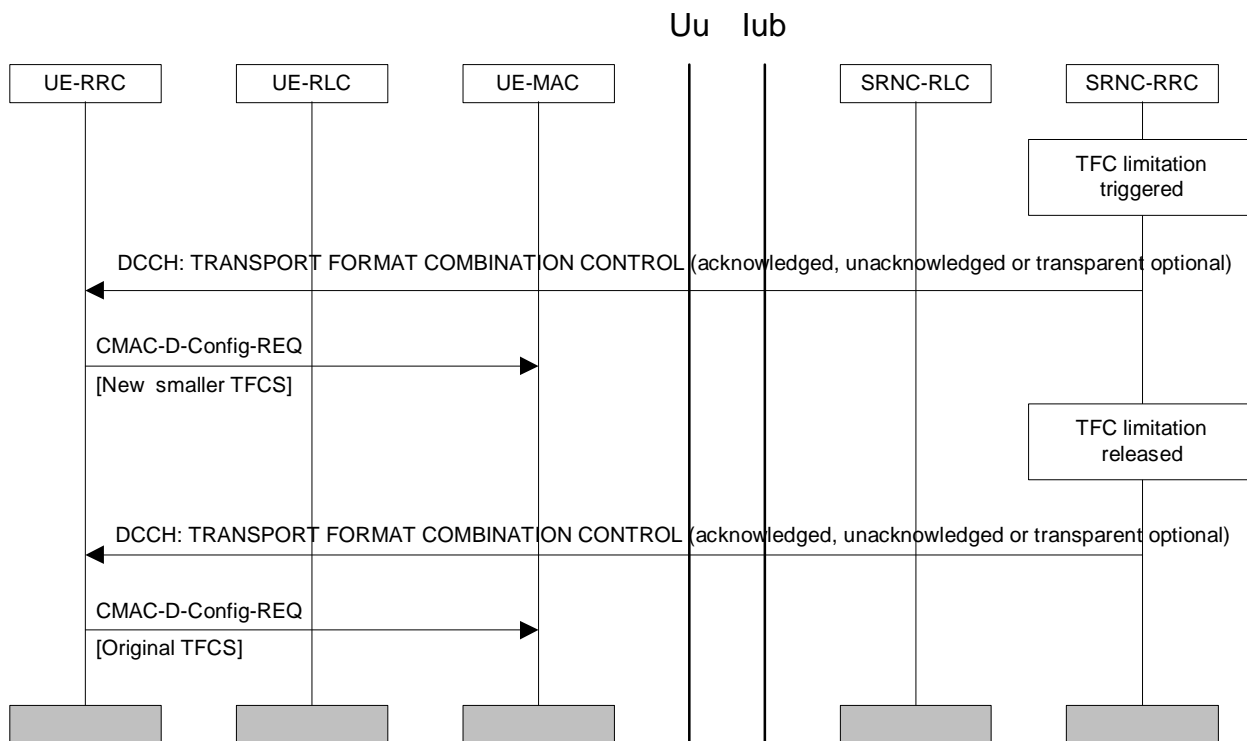 Uu Iub
UE-RRC UE-RLC UE-MAC SRNC-RLC SRNC-RRC
TFC limitation
triggered
DCCH: TRANSPORT FORMAT COMBINATION CONTROL (acknowledged, unacknowledged or transparent optional)
CMAC-D-Config-REQ
[New smaller TFCS]
TFC limitation
released
DCCH: TRANSPORT FORMAT COMBINATION CONTROL (acknowledged, unacknowledged or transparent optional)
CMAC-D-Config-REQ
[Original TFCS]